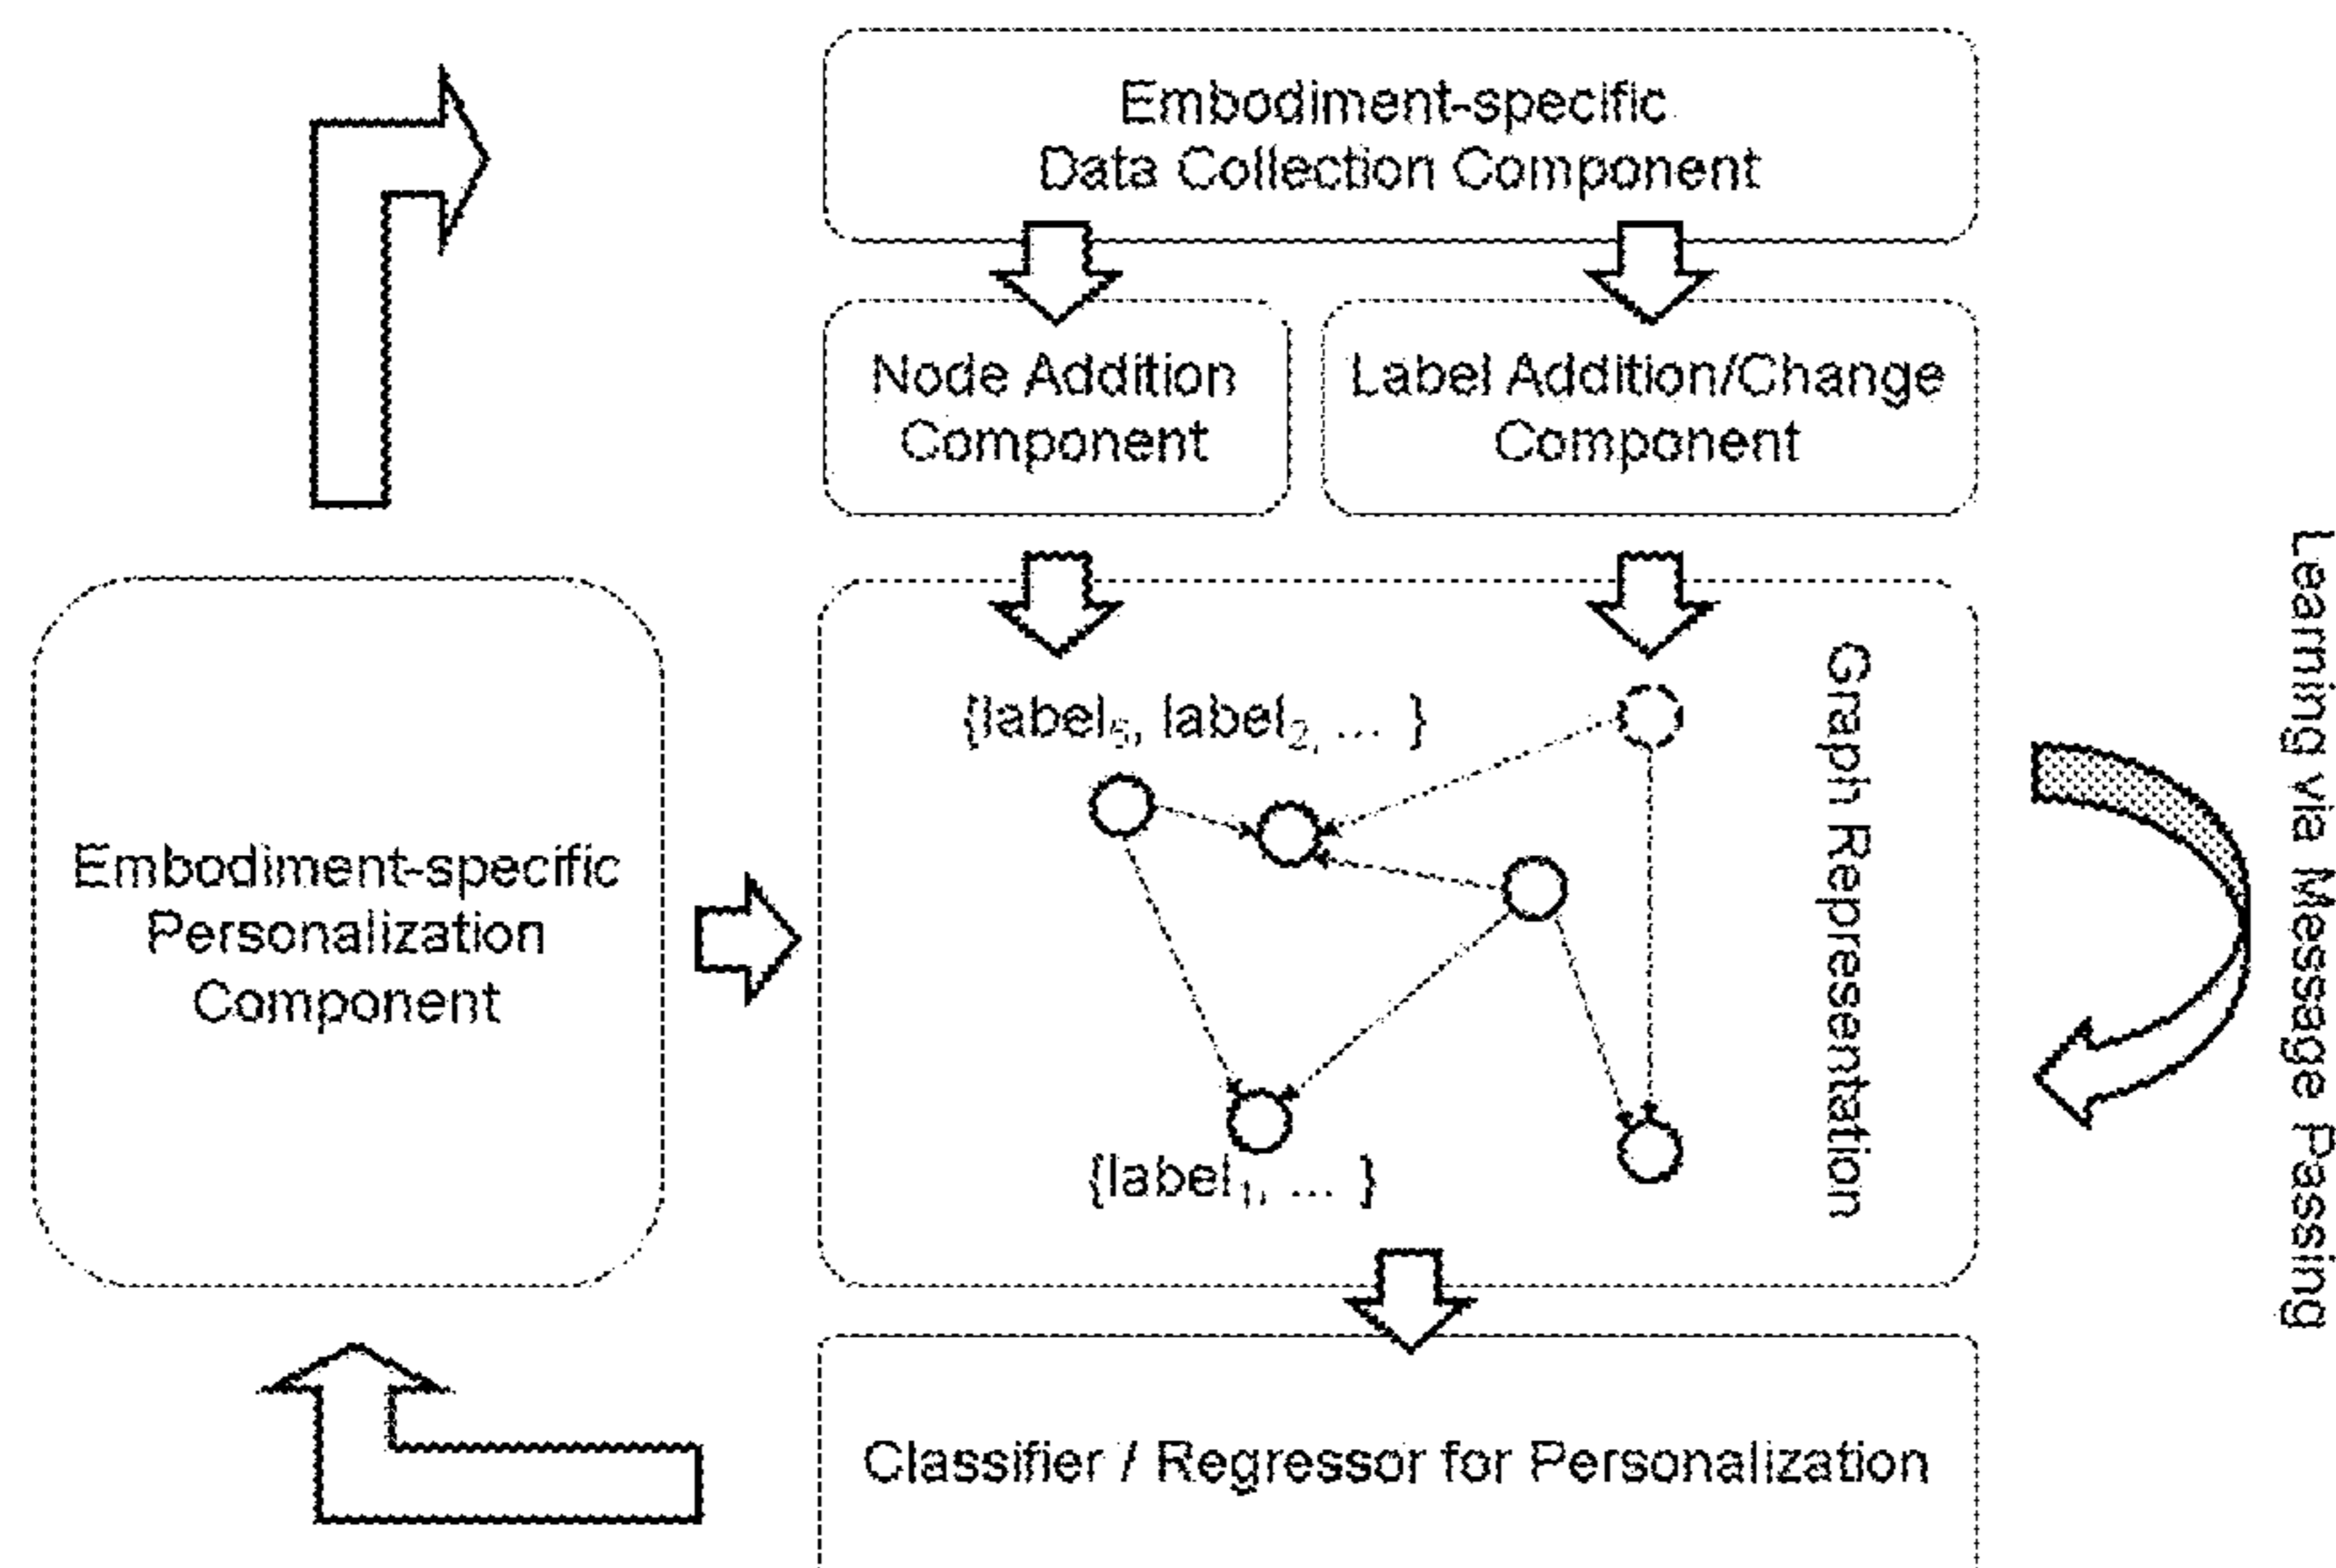 Embodiment-specific
Data Collection Component
Node Addition
Component
Label Addition/Change
Component
{label₅, label₂, ... }
Graph Representation
Learning via Message Passing
Embodiment-specific
Personalization
Component
{label₁, ... }
Classifier / Regressor for Personalization